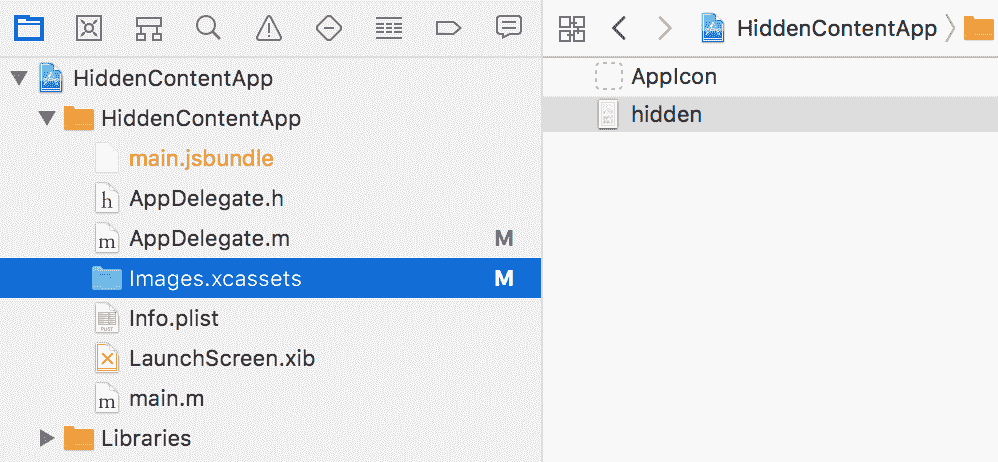 HiddenContentApp
HiddenContentApp
main.jsbundle
h AppDelegate.h
m AppDelegate.m M
Images.xcassets M
Info.plist
LaunchScreen.xib
m main.m
Libraries
HiddenContentApp
AppIcon
hidden